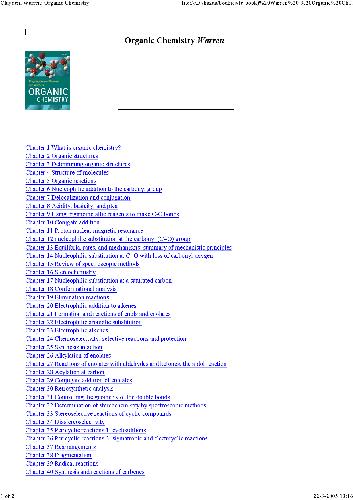 Clayden, Warren, Organic Chemistry
Organic Chemistry Warren
ORGANIC
CHEMISTRY
Chapter 1 What is organic chemistry?
Chapter 2 Organic structures
Chapter 3 Determining organic structures
Chapter 4 Structure of molecules
Chapter 5 Organic reactions
Chapter 6 Nucleophilic addition to the carbonyl group
Chapter 7 Delocalization and conjugation
Chapter 8 Acidity, basicity, and pKa
Chapter 9 Using organometallic reagents to make C-C bonds
Chapter 10 Conjugate addition
Chapter 11 Proton nuclear magnetic resonance
Chapter 12 Nucleophilic substitution at the carbonyl (C=O) group
Chapter 13 Equilibria, rates, and mechanisms: summary of mechanistic principles
Chapter 14 Nucleophilic substitution at C=O with loss of carbonyl oxygen
Chapter 15 Review of spectroscopic methods
Chapter 16 Stereochemistry
Chapter 17 Nucleophilic substitution at saturated carbon
Chapter 18 Conformational analysis
Chapter 19 Elimination reactions
Chapter 20 Electrophilic addition to alkenes
Chapter 21 Formation and reactions of enols and enolates
Chapter 22 Electrophilic aromatic substitution
Chapter 23 Electrophilic alkenes
Chapter 24 Chemoselectivity: selective reactions and protection
Chapter 25 Synthesis in action
Chapter 26 Alkylation of enolates
Chapter 27 Reactions of enolates with aldehydes and ketones: the aldol reaction
Chapter 28 Acylation at carbon
Chapter 29 Conjugate addition of enolates
Chapter 30 Retrosynthetic analysis
Chapter 31 Controlling the geometry of double bonds
Chapter 32 Determination of stereochemistry by spectroscopic methods
Chapter 33 Stereoselective reactions of cyclic compounds
Chapter 34 Diastereoselectivity
Chapter 35 Pericyclic reactions 1: cycloadditions
Chapter 36 Pericyclic reactions 2: sigmatropic and electrocyclic reactions
Chapter 37 Rearrangements
Chapter 38 Fragmentation
Chapter 39 Radical reactions
Chapter 40 Synthesis and reactions of carbenes
1 of 2